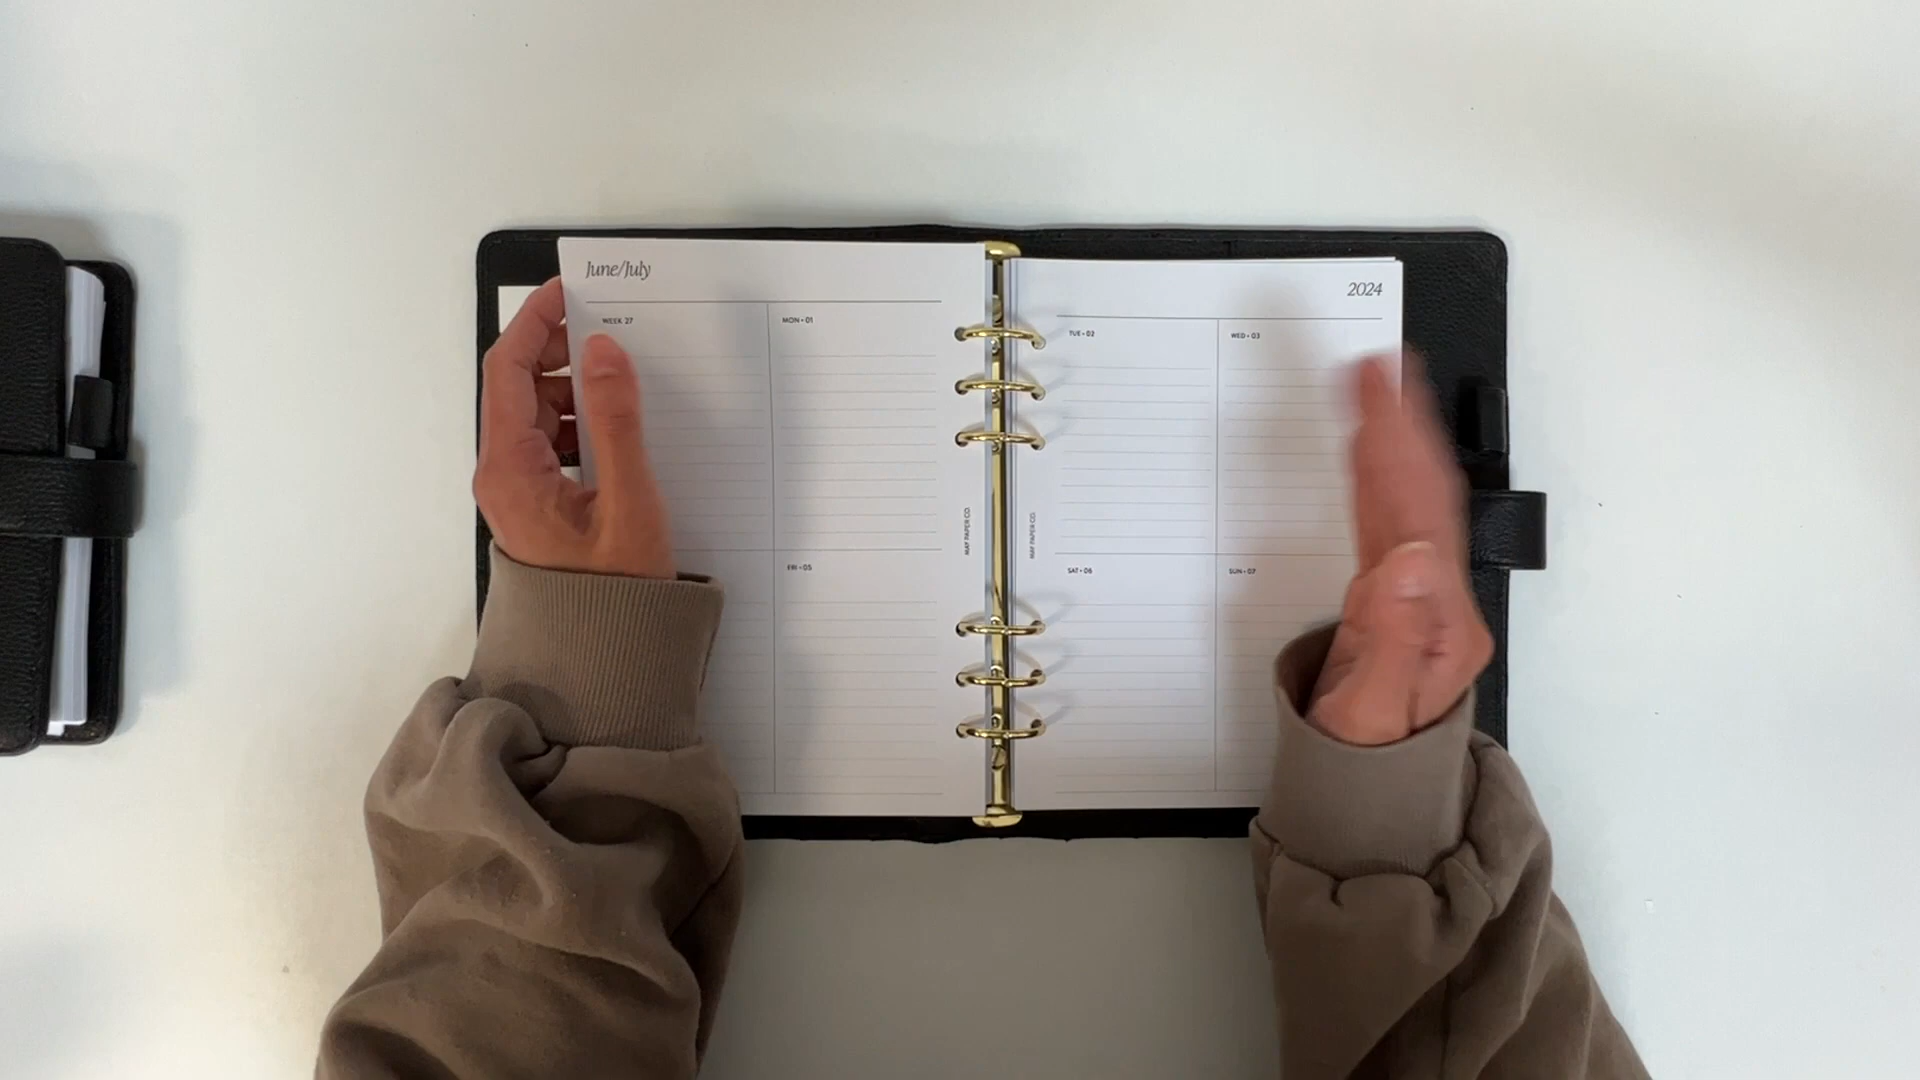 June/July
WEEK 27
MON • 01
FRI • 05
MAY PAPER CO.
MAY PAPER CO.
2024
TUE • 02
WED • 03
SAT • 06
SUN • 07